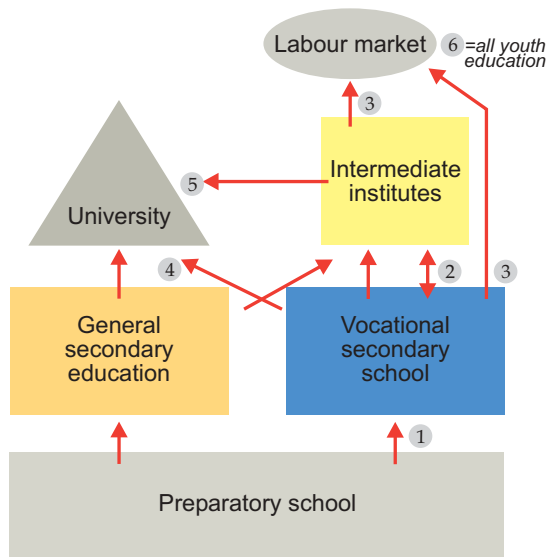 Labour market
6 =all youth
education
3
Intermediate
institutes
5
University
4
2
3
General
secondary
education
Vocational
secondary
school
1
Preparatory school